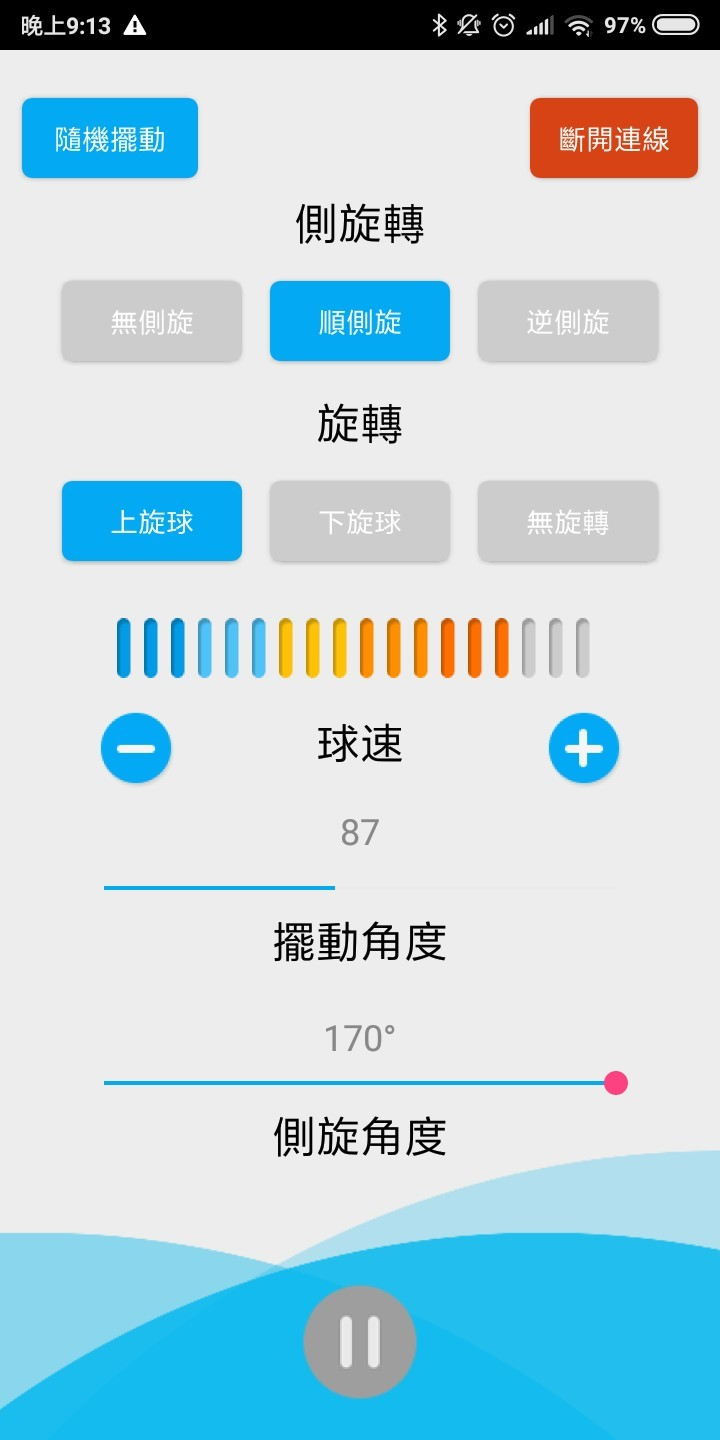 晚上9:13 97%
隨機擺動 斷開連線
側旋轉
無側旋 順側旋 逆側旋
旋轉
上旋球 下旋球 無旋轉
球速
87
擺動角度
170°
側旋角度